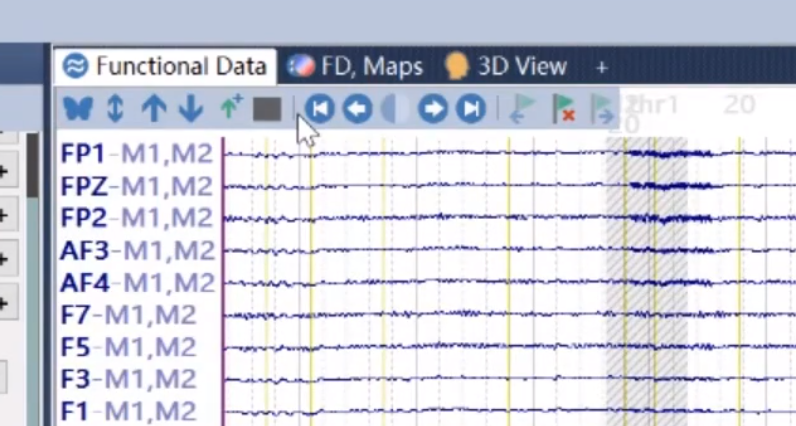 Functional Data FD, Maps 3D View +
20
20
FP1-M1,M2
FPZ-M1,M2
FP2-M1,M2
AF3-M1,M2
AF4-M1,M2
F7-M1,M2
F5-M1,M2
F3-M1,M2
F1-M1,M2